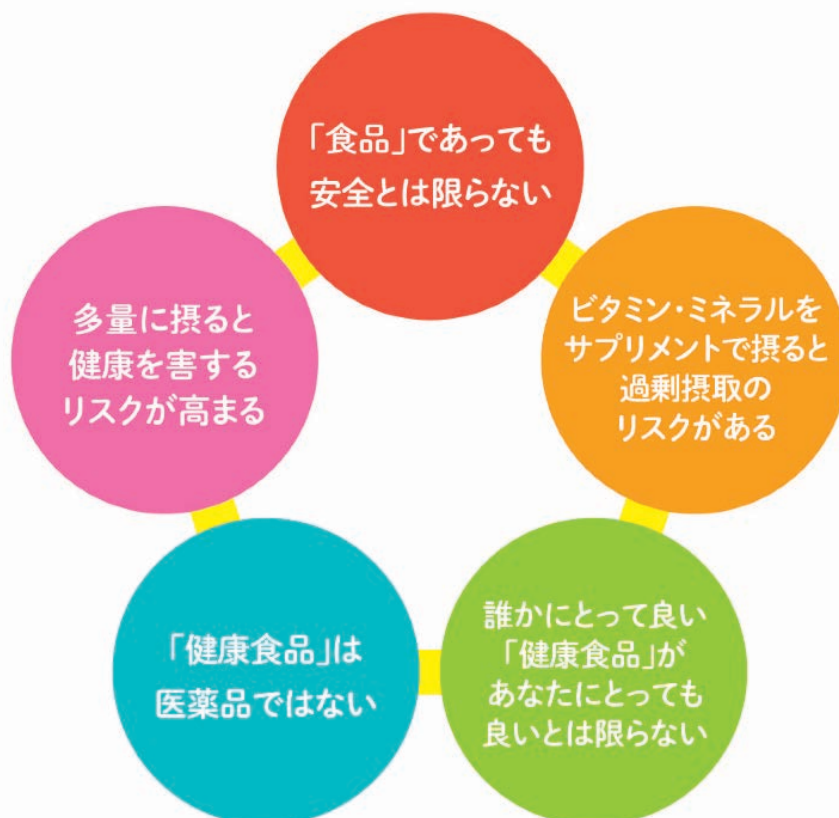 「食品」であっても
安全とは限らない
ビタミン・ミネラルを
サプリメントで摂ると
過剰摂取の
リスクがある
誰かにとって良い
「健康食品」が
あなたにとっても
良いとは限らない
「健康食品」は
医薬品ではない
多量に摂ると
健康を害する
リスクが高まる